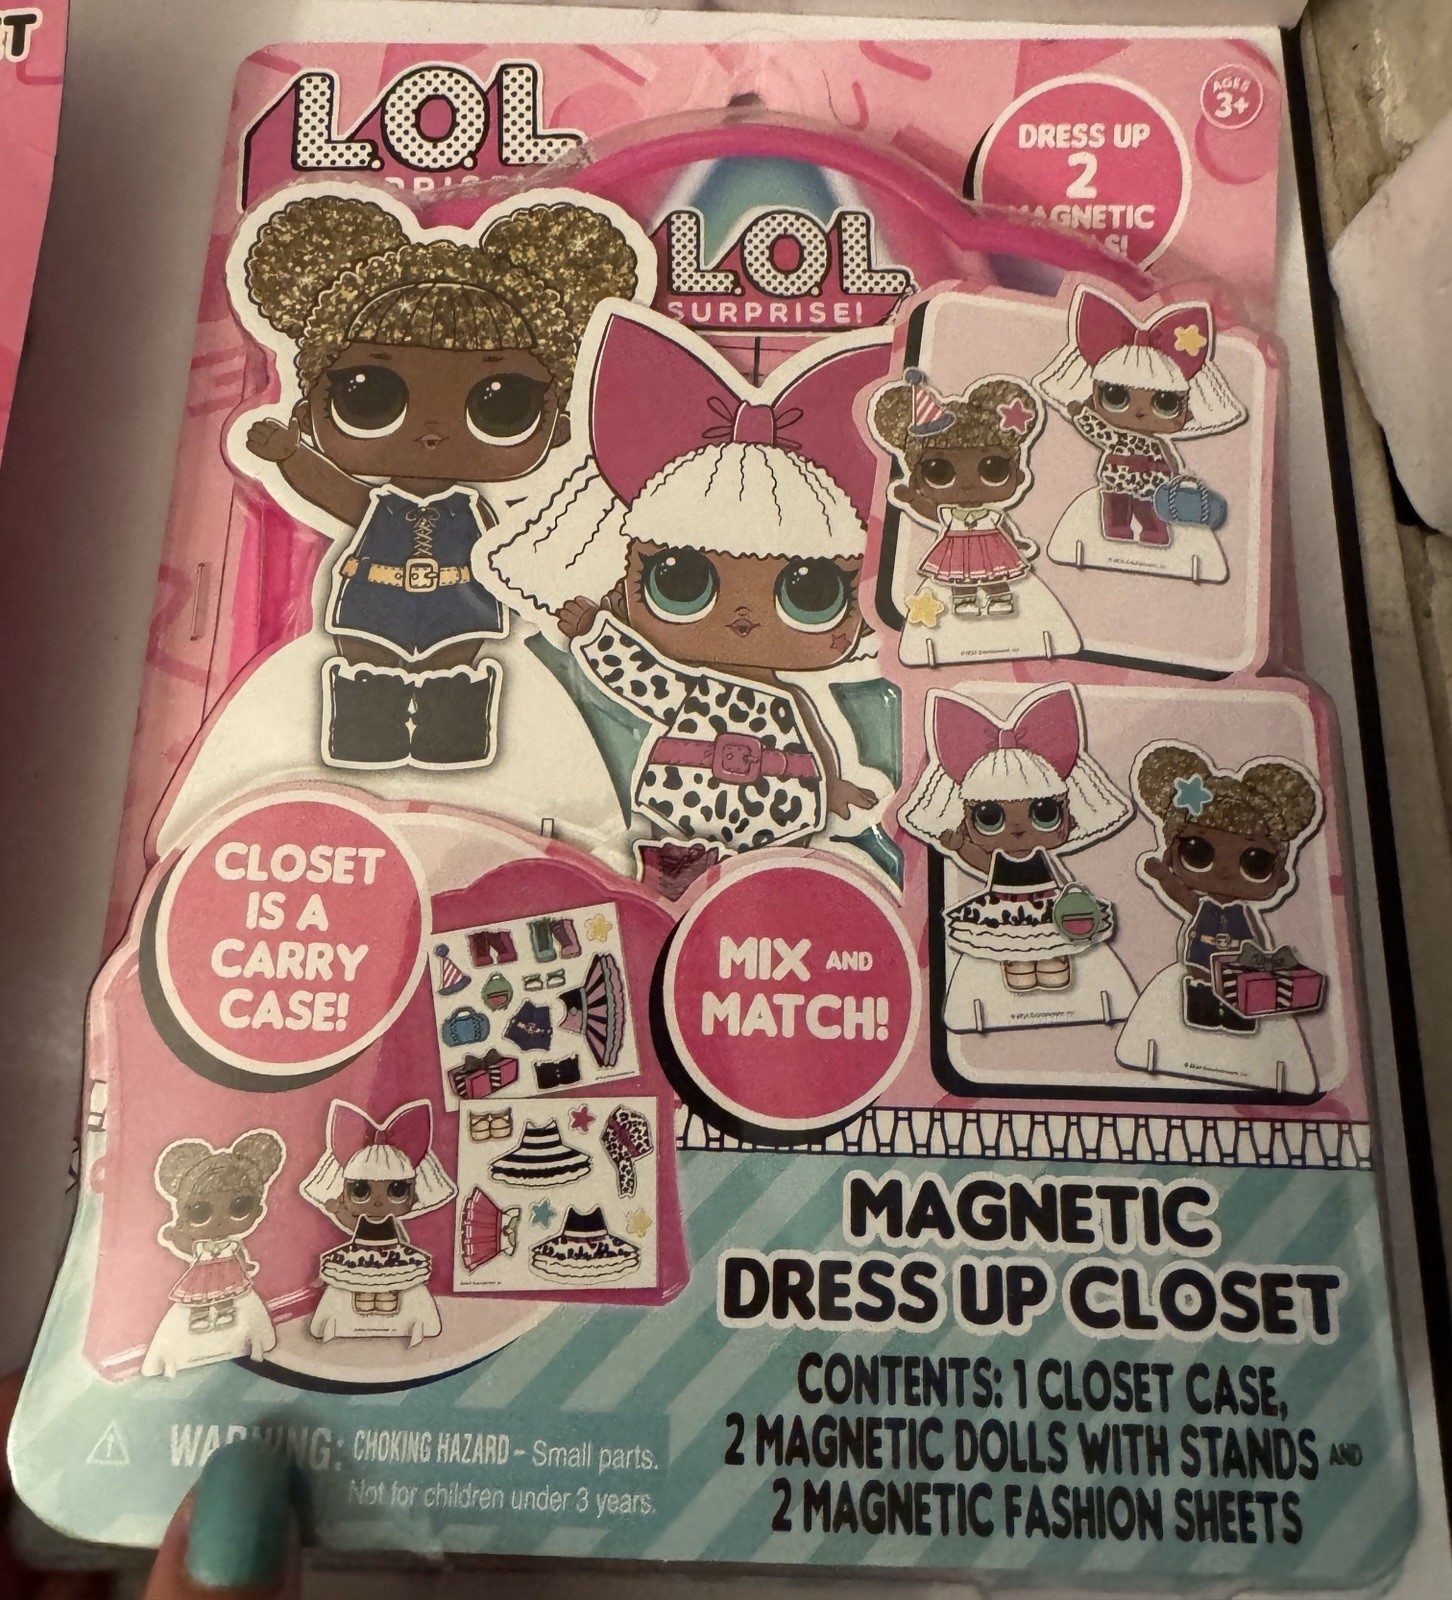 T
L.O.L
AGES
3+
DRESS UP
2
MAGNETIC
L.O.L
SURPRISE!
CLOSET
IS A
CARRY
CASE!
MIX AND
MATCH!
MAGNETIC
DRESS UP CLOSET
CONTENTS: 1 CLOSET CASE,
2 MAGNETIC DOLLS WITH STANDS AND
2 MAGNETIC FASHION SHEETS
WARNING: CHOKING HAZARD - Small parts.
Not for children under 3 years.